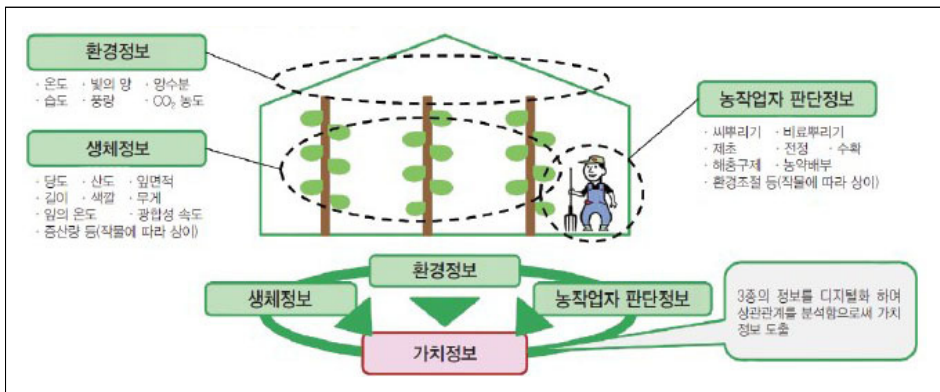 환경정보
· 온도 · 빛의 양 · 양수분
· 습도 · 풍량 · CO₂ 농도
생체정보
· 당도 · 산도 · 잎면적
· 길이 · 색깔 · 무게
· 잎의 온도 · 광합성 속도
· 증산량 등(작물에 따라 상이)
농작업자 판단정보
· 씨뿌리기 · 비료뿌리기
· 제초 · 전정 · 수확
· 해충구제 · 농약배부
· 환경조절 등(작물에 따라 상이)
환경정보
생체정보
농작업자 판단정보
가치정보
3종의 정보를 디지털화 하여
상관관계를 분석함으로써 가치
정보 도출